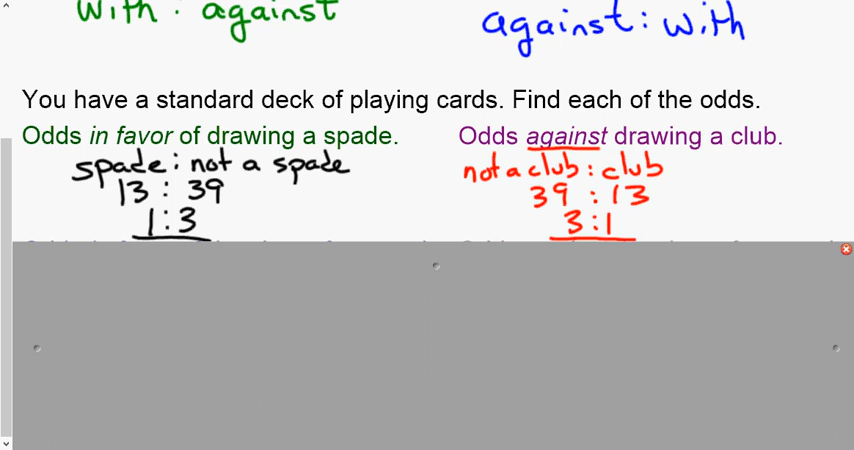 with : against
against : with
You have a standard deck of playing cards. Find each of the odds.
Odds in favor of drawing a spade.
spade : not a spade
13 : 39
1 : 3
Odds against drawing a club.
not a club : club
39 : 13
3 : 1